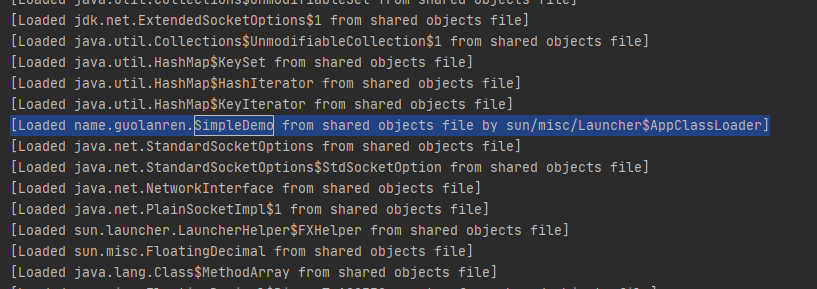 [Loaded java.util.Collections$UnmodifiableSet from shared objects file]
[Loaded jdk.net.ExtendedSocketOptions$1 from shared objects file]
[Loaded java.util.Collections$UnmodifiableCollection$1 from shared objects file]
[Loaded java.util.HashMap$KeySet from shared objects file]
[Loaded java.util.HashMap$HashIterator from shared objects file]
[Loaded java.util.HashMap$KeyIterator from shared objects file]
[Loaded name.guolanren.SimpleDemo from shared objects file by sun/misc/Launcher$AppClassLoader]
[Loaded java.net.StandardSocketOptions from shared objects file]
[Loaded java.net.StandardSocketOptions$StdSocketOption from shared objects file]
[Loaded java.net.NetworkInterface from shared objects file]
[Loaded java.net.PlainSocketImpl$1 from shared objects file]
[Loaded sun.launcher.LauncherHelper$FXHelper from shared objects file]
[Loaded sun.misc.FloatingDecimal from shared objects file]
[Loaded java.lang.Class$MethodArray from shared objects file]